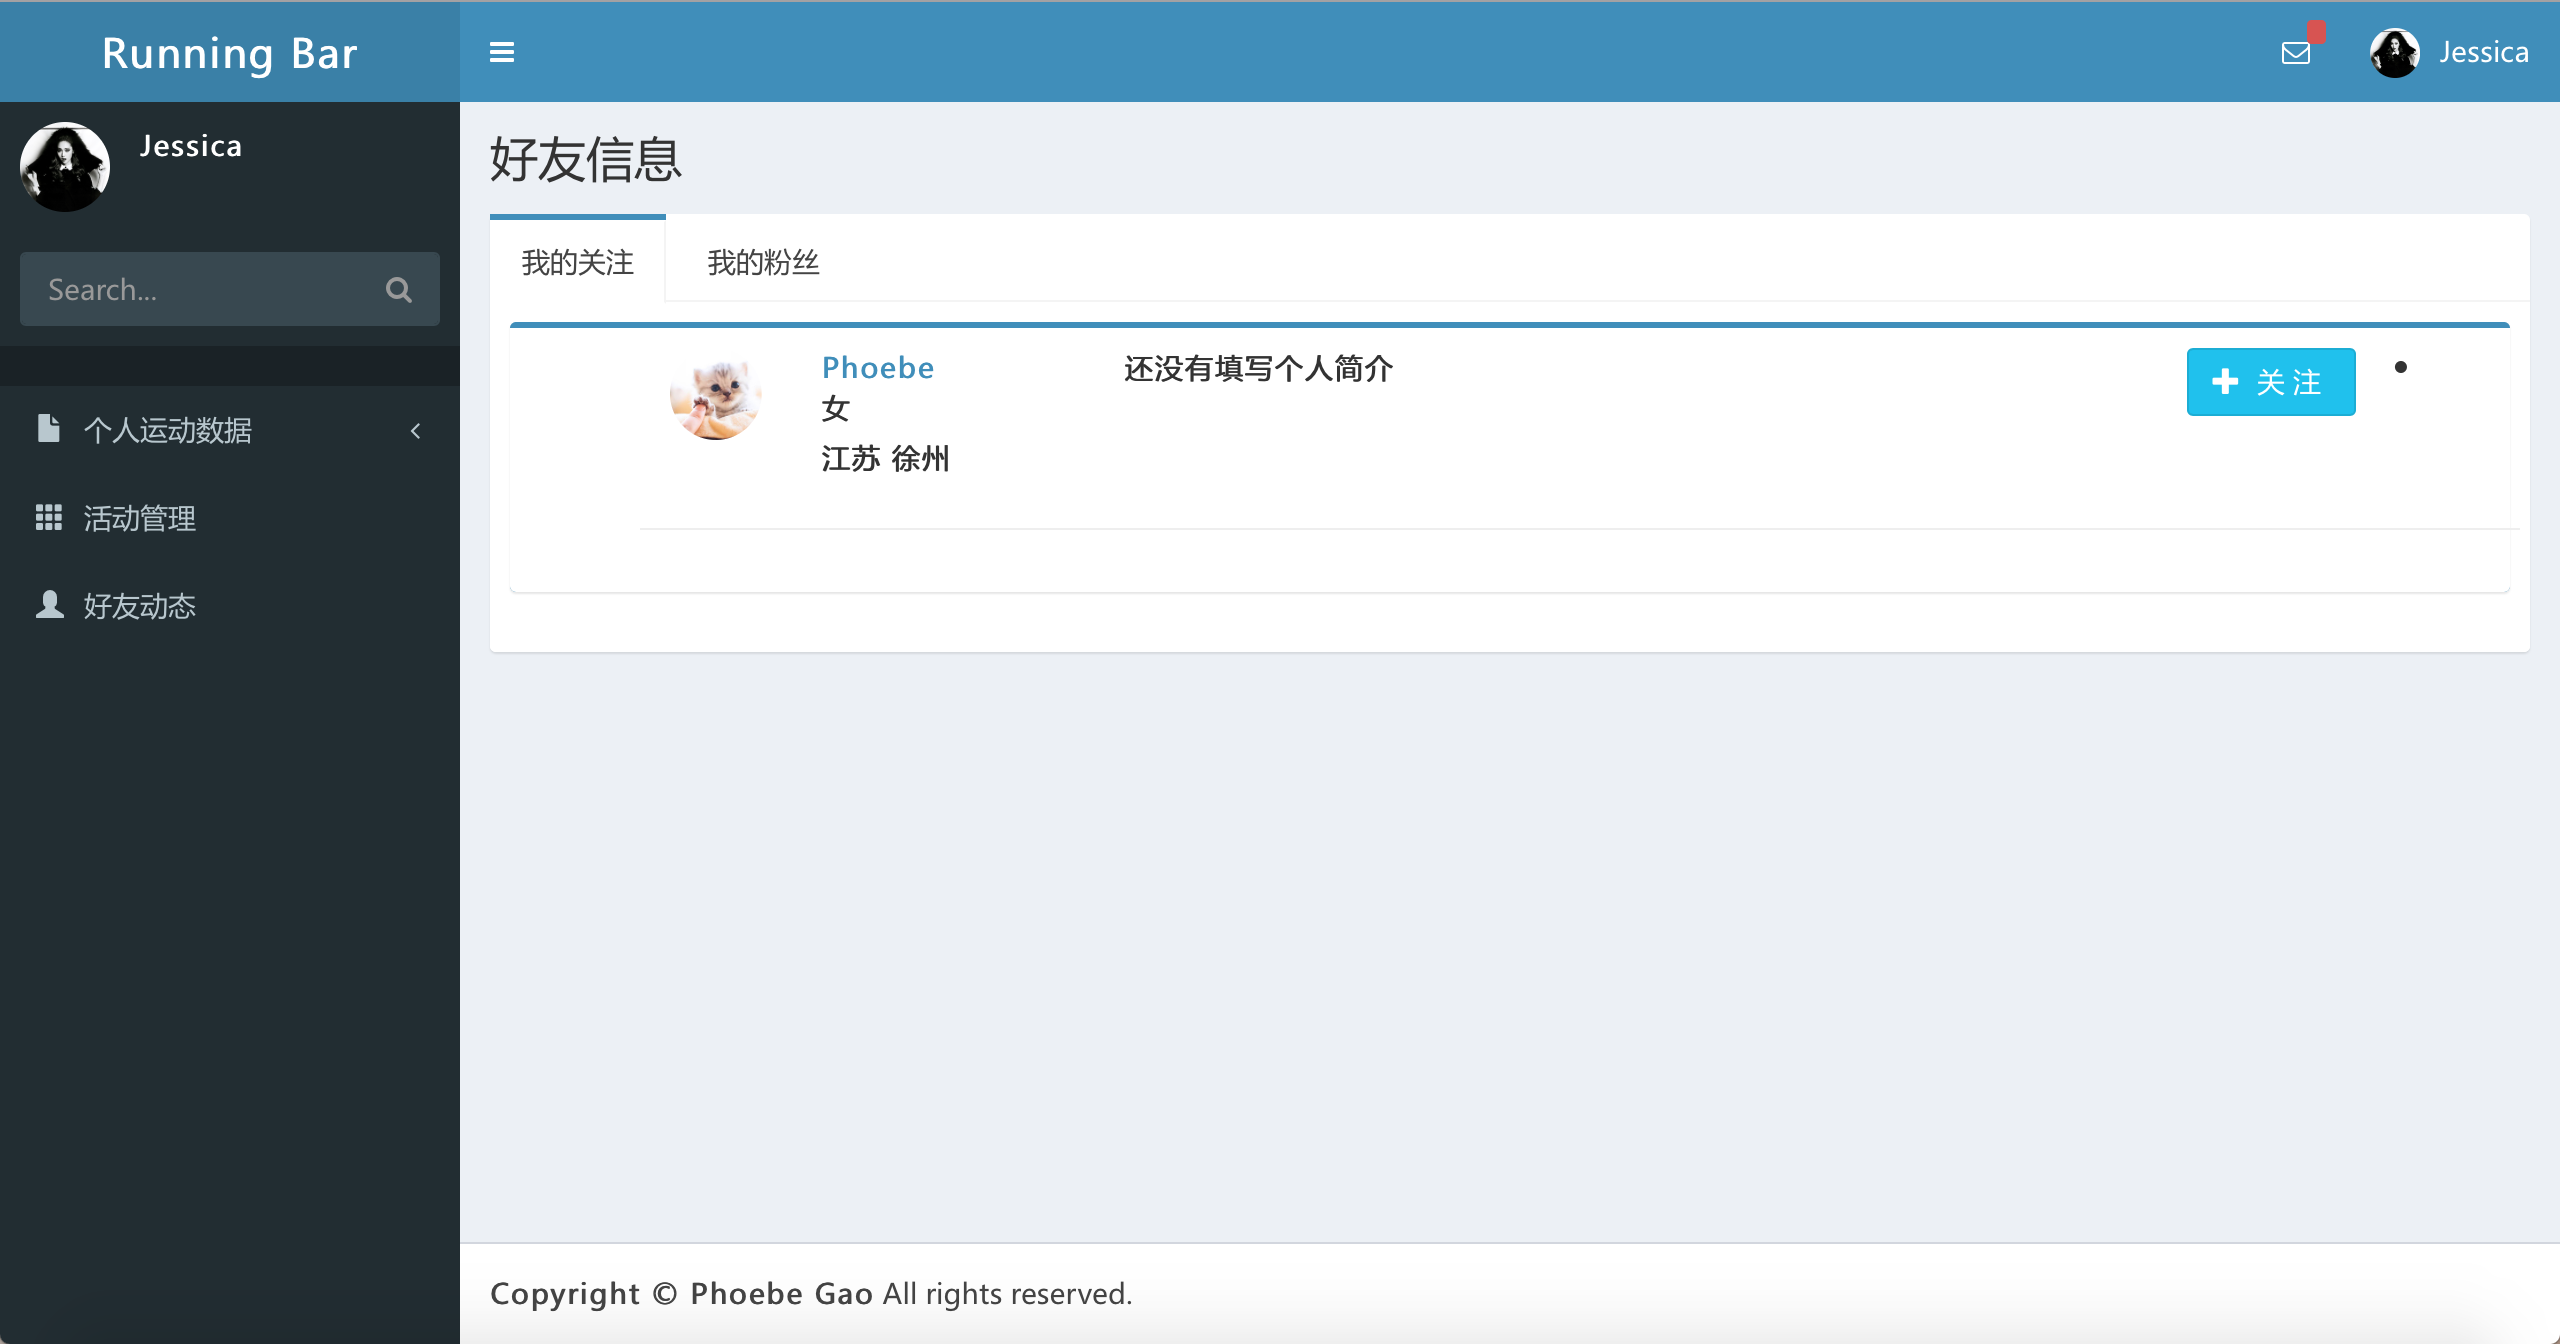 Running Bar
Jessica
Jessica
Search...
个人运动数据
活动管理
好友动态
好友信息
我的关注 我的粉丝
Phoebe
女
江苏 徐州
还没有填写个人简介
关 注
Copyright © Phoebe Gao All rights reserved.